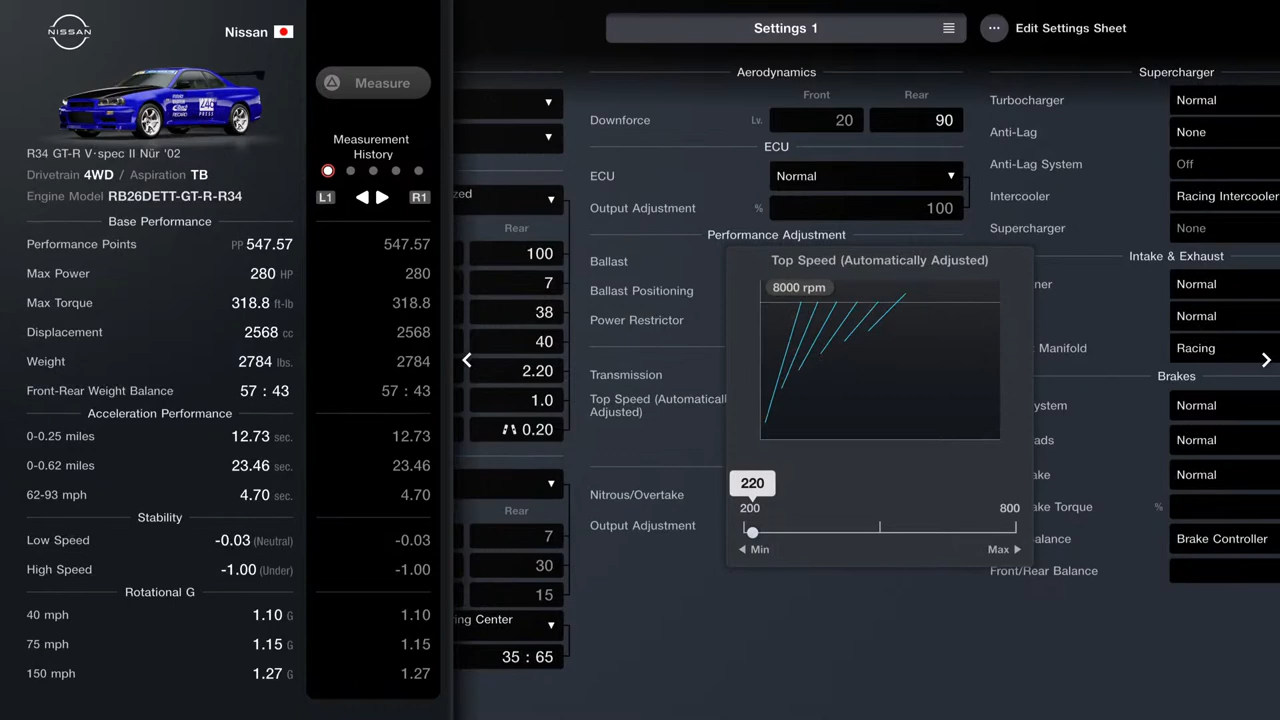 NISSAN
Nissan
R34 GT-R V·spec II Nür '02
Drivetrain 4WD / Aspiration TB
Engine Model RB26DETT-GT-R-R34
Base Performance
Performance Points PP 547.57
Max Power 280 HP
Max Torque 318.8 ft-lb
Displacement 2568 cc
Weight 2784 lbs.
Front-Rear Weight Balance 57 : 43
Acceleration Performance
0-0.25 miles 12.73 sec.
0-0.62 miles 23.46 sec.
62-93 mph 4.70 sec.
Stability
Low Speed -0.03 (Neutral)
High Speed -1.00 (Under)
Rotational G
40 mph 1.10 G
75 mph 1.15 G
150 mph 1.27 G
Measure
Measurement
History
L1 R1
547.57
280
318.8
2568
2784
57 : 43
12.73
23.46
4.70
-0.03
-1.00
1.10
1.15
1.27
Settings 1
Edit Settings Sheet
zed
Rear
100
7
38
40
2.20
1.0
0.20
Rear
7
30
15
ing Center
35 : 65
Aerodynamics
Front Rear
Downforce Lv. 20 90
ECU
ECU Normal
Output Adjustment % 100
Performance Adjustment
Ballast
Ballast Positioning
Power Restrictor
Transmission
Top Speed (Automatically
Adjusted)
Nitrous/Overtake
Output Adjustment
Top Speed (Automatically Adjusted)
8000 rpm
220
200 800
Min Max
Supercharger
Turbocharger Normal
Anti-Lag None
Anti-Lag System Off
Intercooler Racing Intercooler
Supercharger None
Intake & Exhaust
ner Normal
Normal
Manifold Racing
Brakes
ystem Normal
ads Normal
ke Normal
ke Torque %
alance Brake Controller
Front/Rear Balance